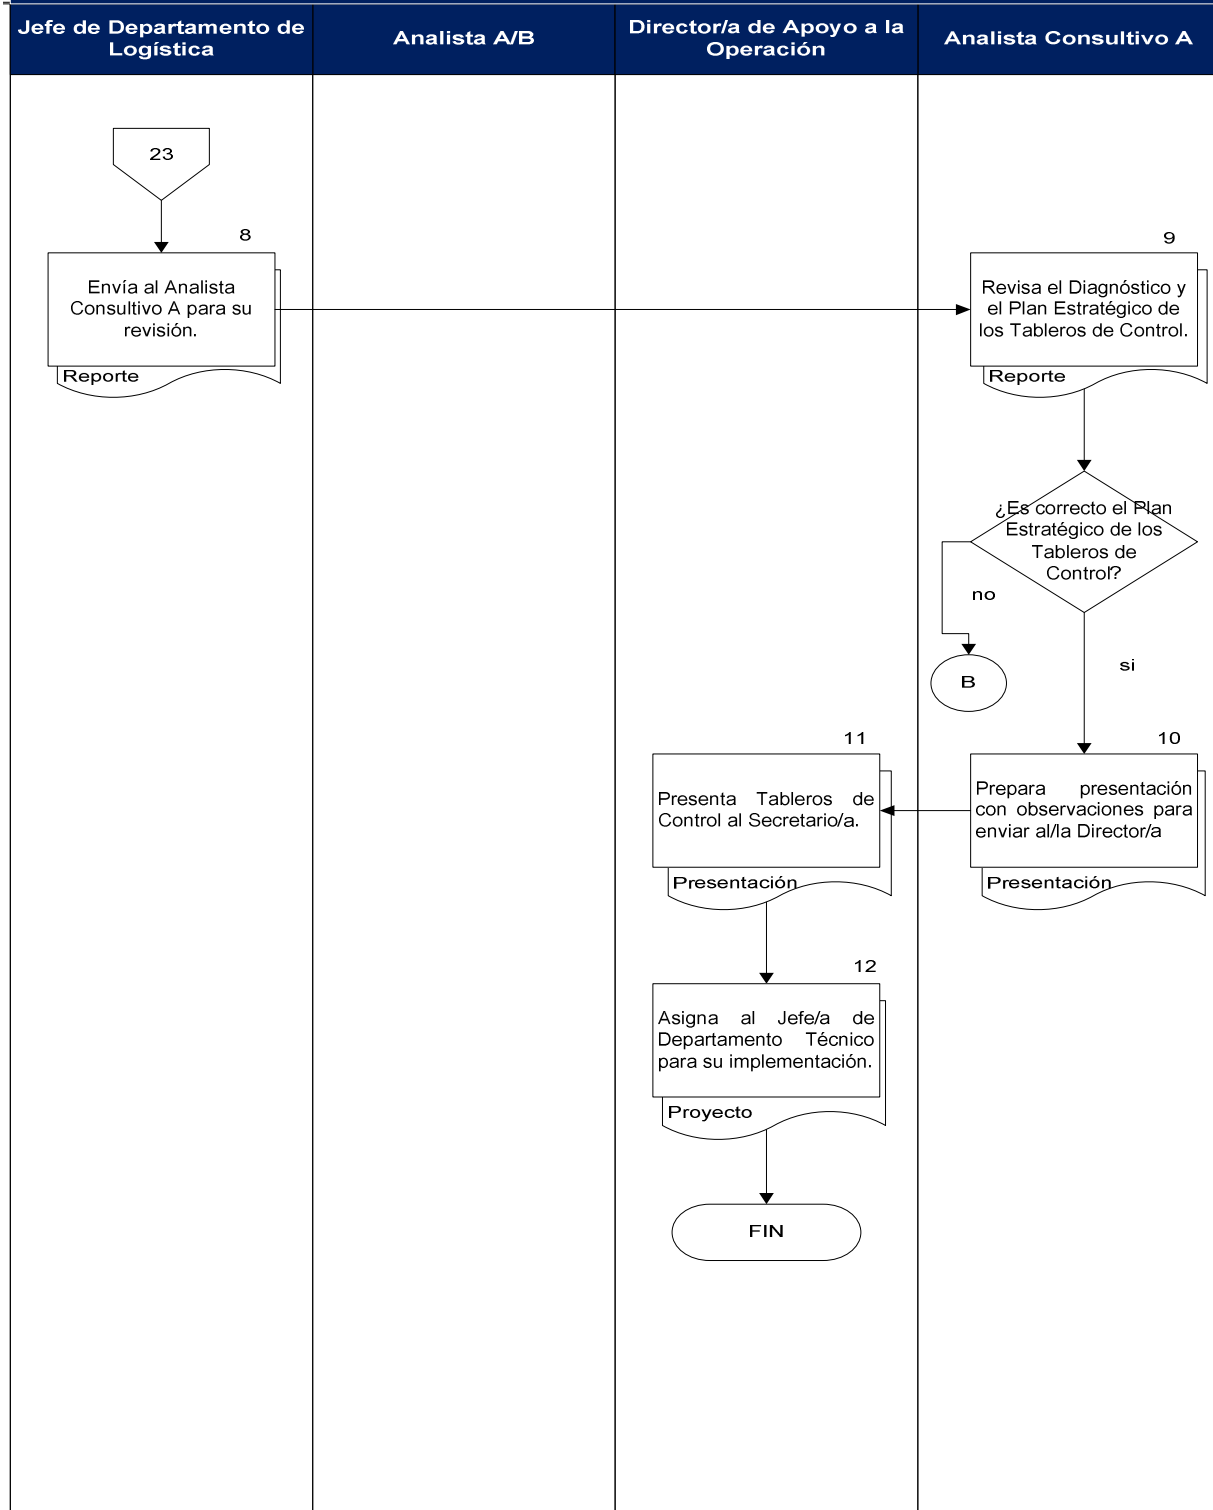 Jefe de Departamento de
Logística
Analista A/B
Director/a de Apoyo a la
Operación
Analista Consultivo A
23
8
Envía al Analista
Consultivo A para su
revisión.
Reporte
9
Revisa el Diagnóstico y
el Plan Estratégico de
los Tableros de Control.
Reporte
¿Es correcto el Plan
Estratégico de los
Tableros de
Control?
no
B
si
10
Prepara presentación
con observaciones para
enviar al/la Director/a
Presentación
11
Presenta Tableros de
Control al Secretario/a.
Presentación
12
Asigna al Jefe/a de
Departamento Técnico
para su implementación.
Proyecto
FIN